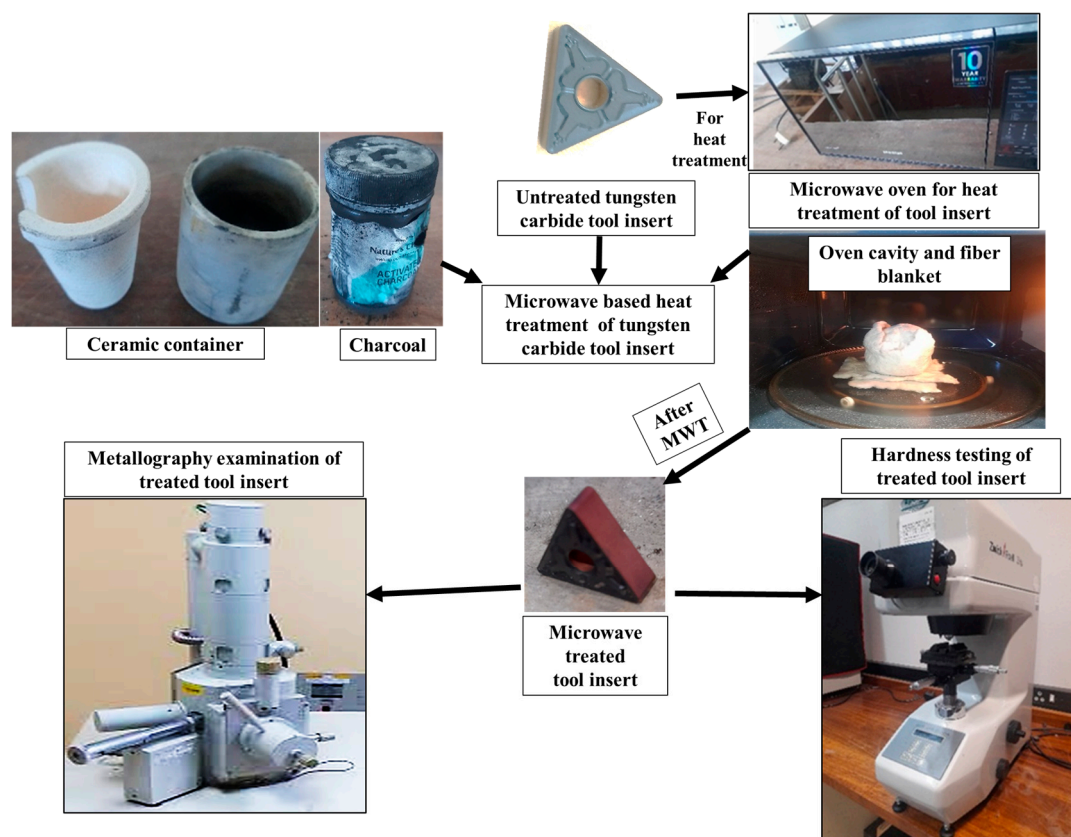 10
YEAR
WARRANTY
For
heat
treatment
Untreated tungsten
carbide tool insert
Microwave oven for heat
treatment of tool insert
Oven cavity and fiber
blanket
Nature's
ACTIVATED
CHARCOAL
Ceramic container
Charcoal
Microwave based heat
treatment of tungsten
carbide tool insert
After
MWT
Metallography examination of
treated tool insert
Hardness testing of
treated tool insert
Microwave
treated
tool insert